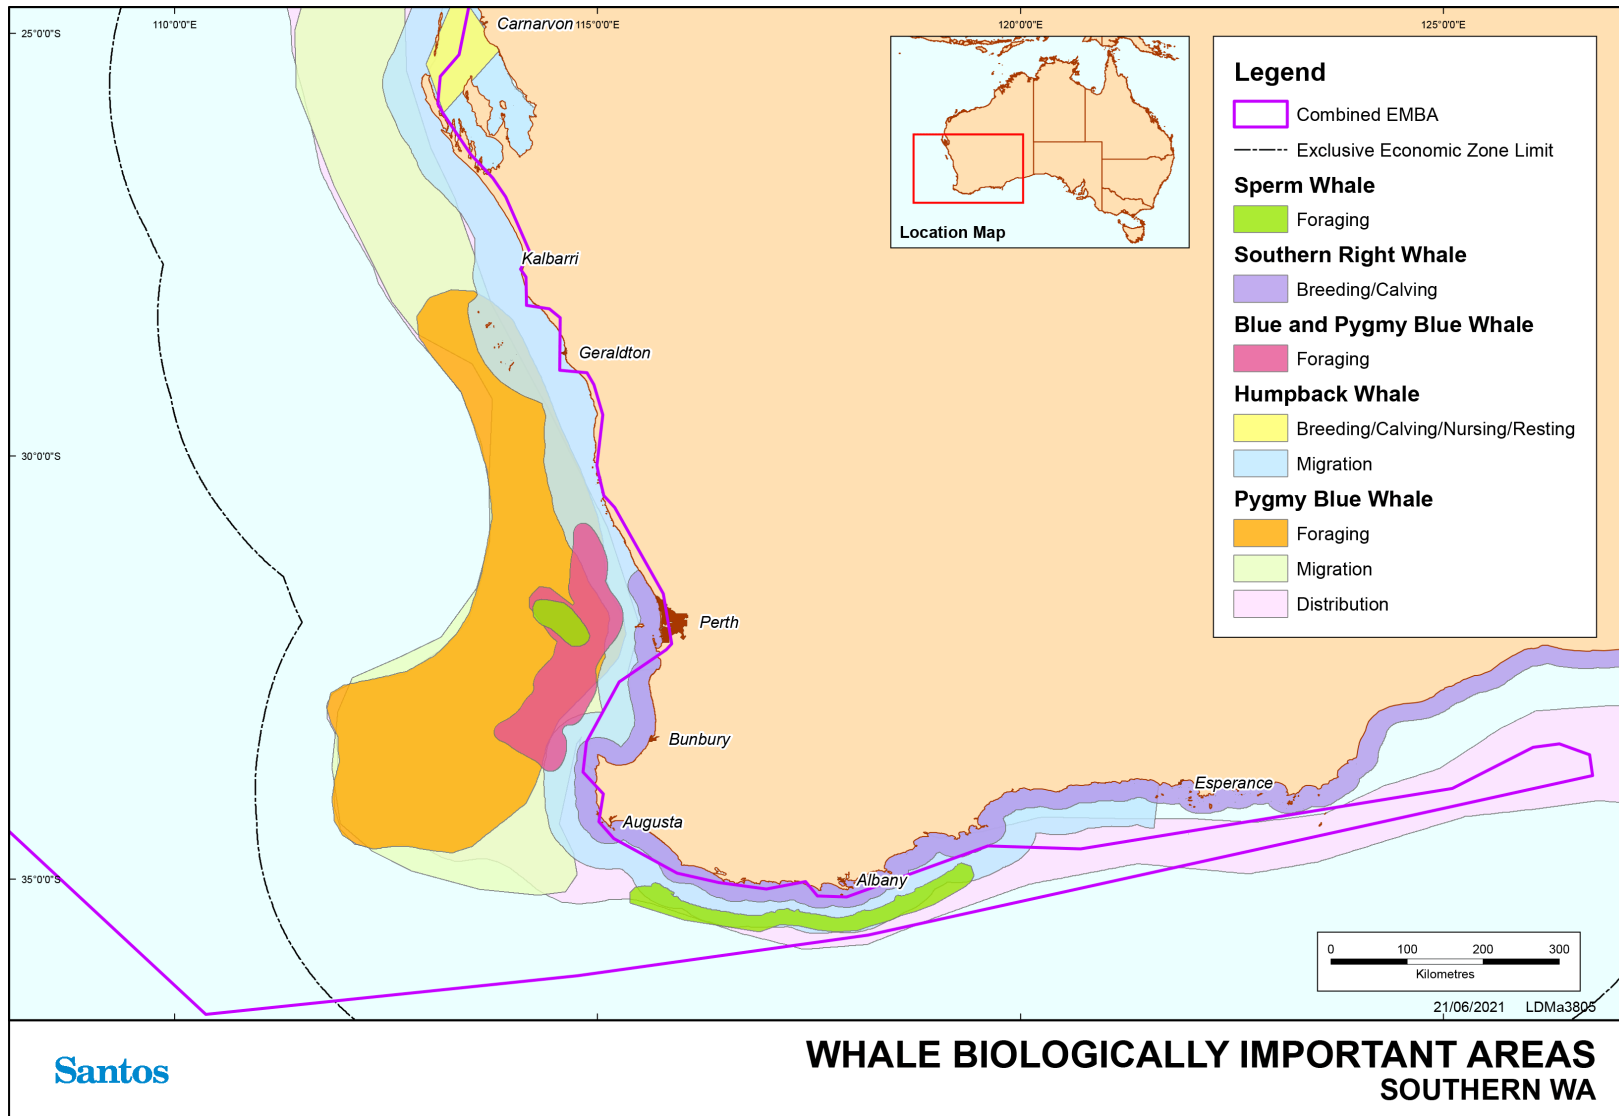 110°0'0"E
115°0'0"E
120°0'0"E
125°0'0"E
25°0'0"S
30°0'0"S
35°0'0"S
Carnarvon
Kalbarri
Geraldton
Perth
Bunbury
Augusta
Albany
Esperance
Location Map
Legend
Combined EMBA
Exclusive Economic Zone Limit
Sperm Whale
Foraging
Southern Right Whale
Breeding/Calving
Blue and Pygmy Blue Whale
Foraging
Humpback Whale
Breeding/Calving/Nursing/Resting
Migration
Pygmy Blue Whale
Foraging
Migration
Distribution
0 100 200 300
Kilometres
21/06/2021 LDMa3805
Santos
WHALE BIOLOGICALLY IMPORTANT AREAS
SOUTHERN WA